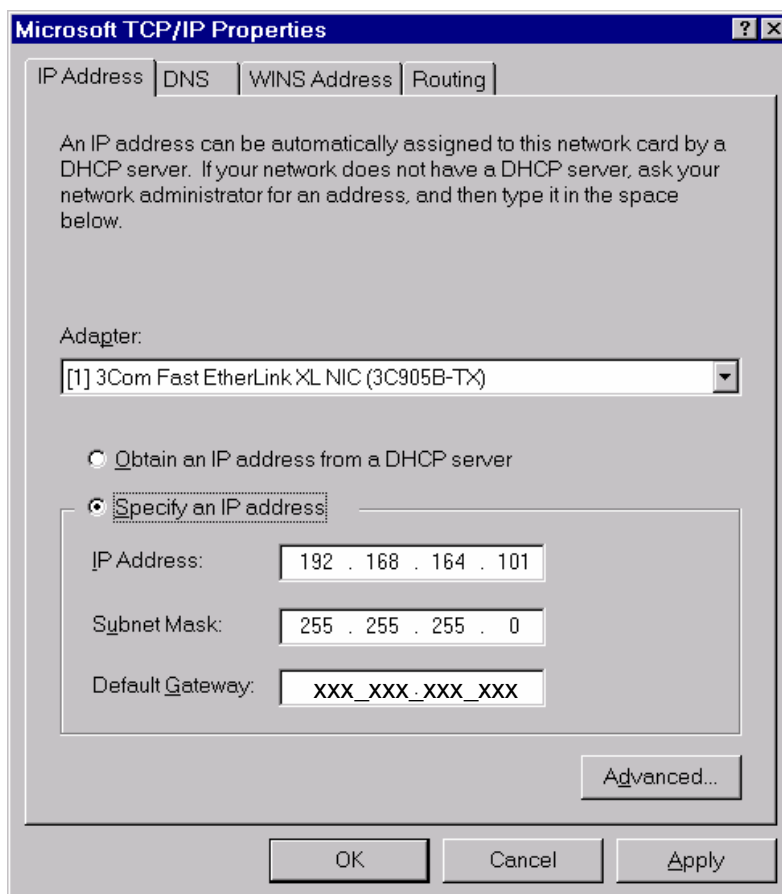 Microsoft TCP/IP Properties
? X
IP Address DNS WINS Address Routing
An IP address can be automatically assigned to this network card by a
DHCP server. If your network does not have a DHCP server, ask your
network administrator for an address, and then type it in the space
below.
Adapter:
[1] 3Com Fast EtherLink XL NIC (3C905B-TX)
Obtain an IP address from a DHCP server
Specify an IP address
IP Address: 192 . 168 . 164 . 101
Subnet Mask: 255 . 255 . 255 . 0
Default Gateway: xxx_xxx.xxx_xxx
Advanced...
OK Cancel Apply